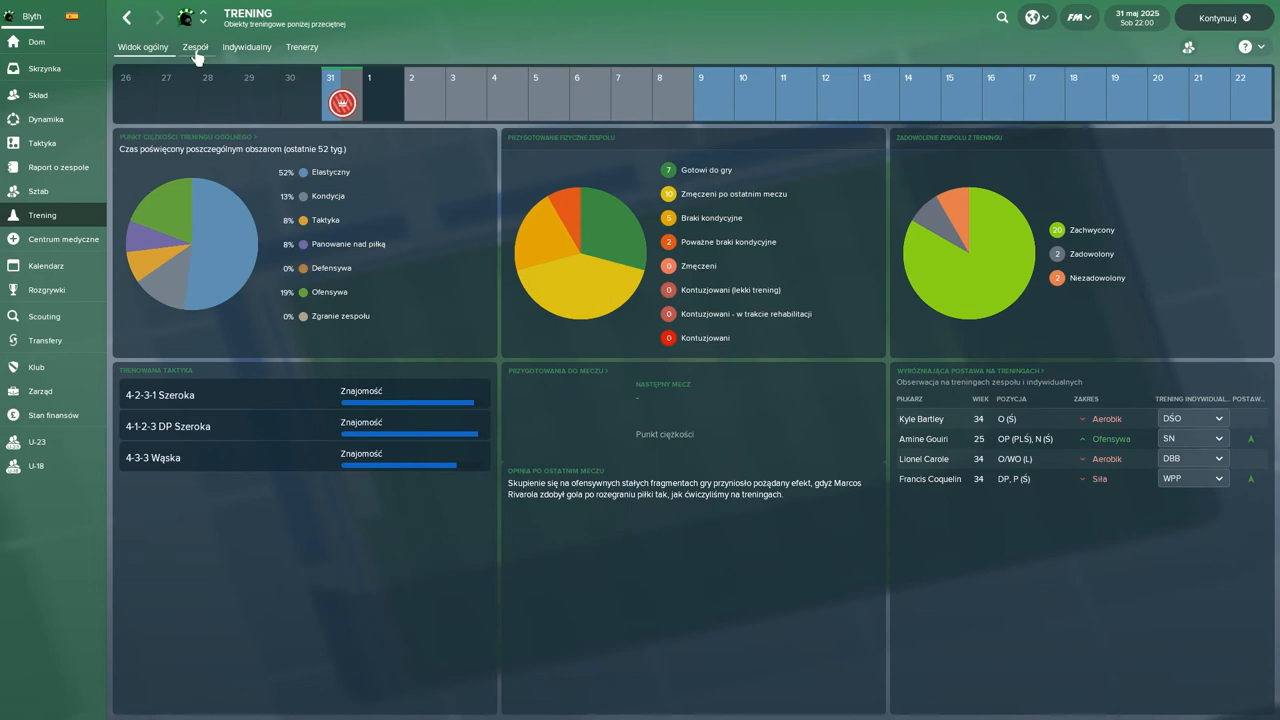 Blyth
Dom
Skrzynka
Skład
Dynamika
Taktyka
Raport o zespole
Sztab
Trening
Centrum medyczne
Kalendarz
Rozgrywki
Scouting
Transfery
Klub
Zarząd
Stan finansów
U-23
U-18
TRENING
Obiekty treningowe poniżej przeciętnej
FM
31 maj 2025
Sob 22:00
Kontynuuj
Widok ogólny Zespół Indywidualny Trenerzy
?
26 27 28 29 30 31 1 2 3 4 5 6 7 8 9 10 11 12 13 14 15 16 17 18 19 20 21 22
PUNKT CIĘŻKOŚCI TRENINGU OGÓLNEGO >
Czas poświęcony poszczególnym obszarom (ostatnie 52 tyg.)
52% Elastyczny
13% Kondycja
8% Taktyka
8% Panowanie nad piłką
0% Defensywa
19% Ofensywa
0% Zgranie zespołu
PRZYGOTOWANIE FIZYCZNE ZESPOŁU
7 Gotowi do gry
10 Zmęczeni po ostatnim meczu
5 Braki kondycyjne
2 Poważne braki kondycyjne
0 Zmęczeni
0 Kontuzjowani (lekki trening)
0 Kontuzjowani - w trakcie rehabilitacji
0 Kontuzjowani
ZADOWOLENIE ZESPOŁU Z TRENINGU
20 Zachwycony
2 Zadowolony
2 Niezadowolony
TRENOWANA TAKTYKA
4-2-3-1 Szeroka Znajomość
4-1-2-3 DP Szeroka Znajomość
4-3-3 Wąska Znajomość
PRZYGOTOWANIA DO MECZU >
NASTĘPNY MECZ
-
Punkt ciężkości
OPINIA PO OSTATNIM MECZU
Skupienie się na ofensywnych stałych fragmentach gry przyniosło pożądany efekt, gdyż Marcos
Rivarola zdobył gola po rozegraniu piłki tak, jak ćwiczyliśmy na treningach.
WYRÓŻNIAJĄCA POSTAWA NA TRENINGACH >
Obserwacja na treningach zespołu i indywidualnych
PIŁKARZ WIEK POZYCJA ZAKRES TRENING INDYWIDUAL... POSTAW...
Kyle Bartley 34 O (Ś) Aerobik DŚO
Amine Gouiri 25 OP (PLŚ), N (Ś) Ofensywa SN
Lionel Carole 34 O/WO (L) Aerobik DBB
Francis Coquelin 34 DP, P (Ś) Siła WPP